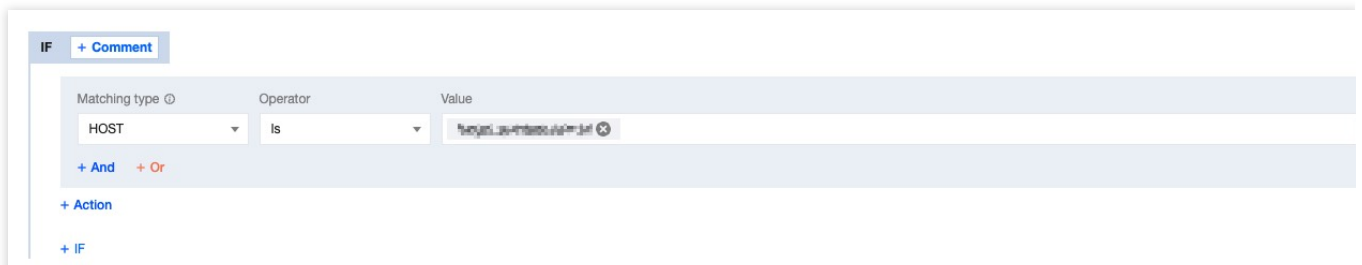 IF + Comment
Matching type Operator Value
HOST Is
+ And + Or
+ Action
+ IF